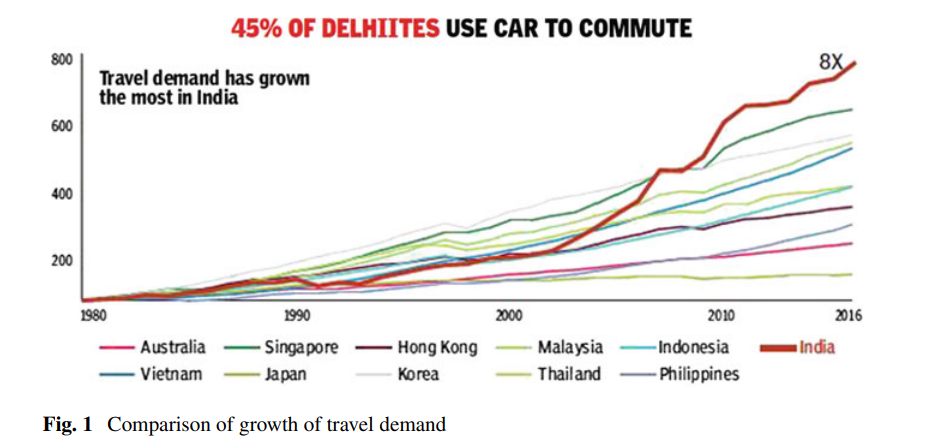 45% OF DELHIITES USE CAR TO COMMUTE
800
Travel demand has grown
the most in India
8X
600
400
200
1980 1990 2000 2010 2016
Australia Singapore Hong Kong Malaysia Indonesia India
Vietnam Japan Korea Thailand Philippines
Fig. 1 Comparison of growth of travel demand